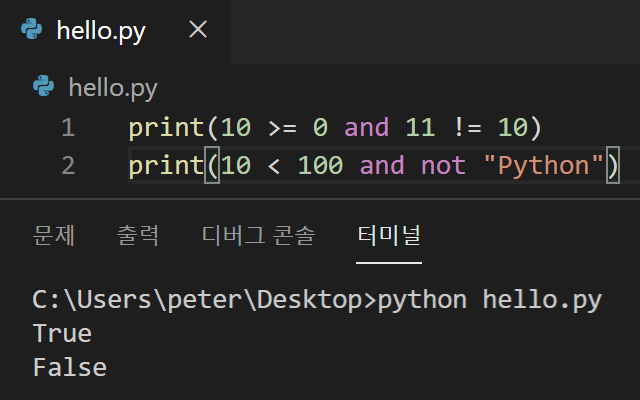 hello.py
hello.py
1 print(10 >= 0 and 11 != 10)
2 print(10 < 100 and not "Python")
문제 출력 디버그 콘솔 터미널
C:\Users\peter\Desktop>python hello.py
True
False